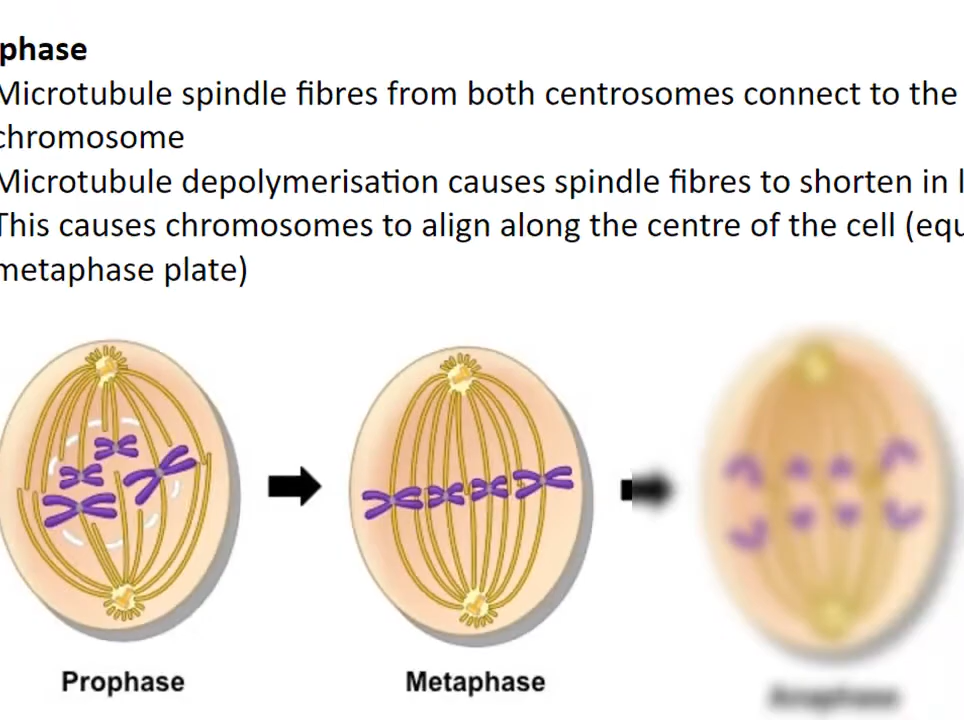 phase
Microtubule spindle fibres from both centrosomes connect to the
chromosome
Microtubule depolymerisation causes spindle fibres to shorten in
This causes chromosomes to align along the centre of the cell (equ
metaphase plate)
Prophase
Metaphase